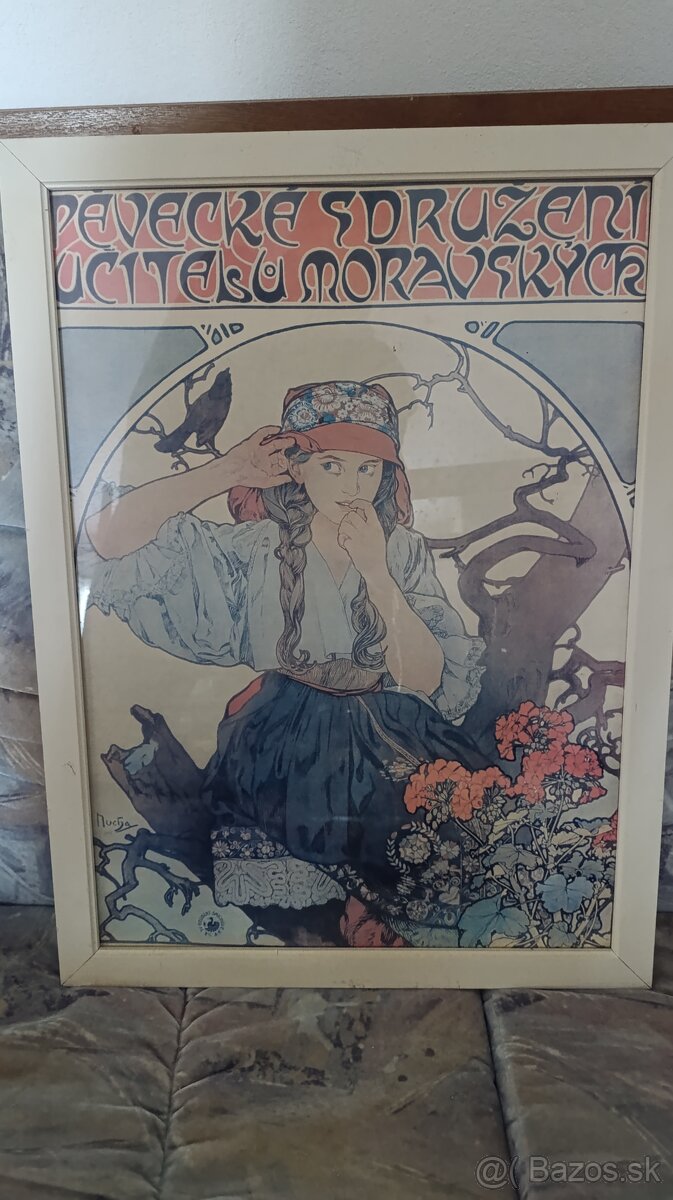 PĚVECKÉ SDRUŽENÍ
UČITELŮ MORAVSKÝCH
Mucha
@( Bazos.sk